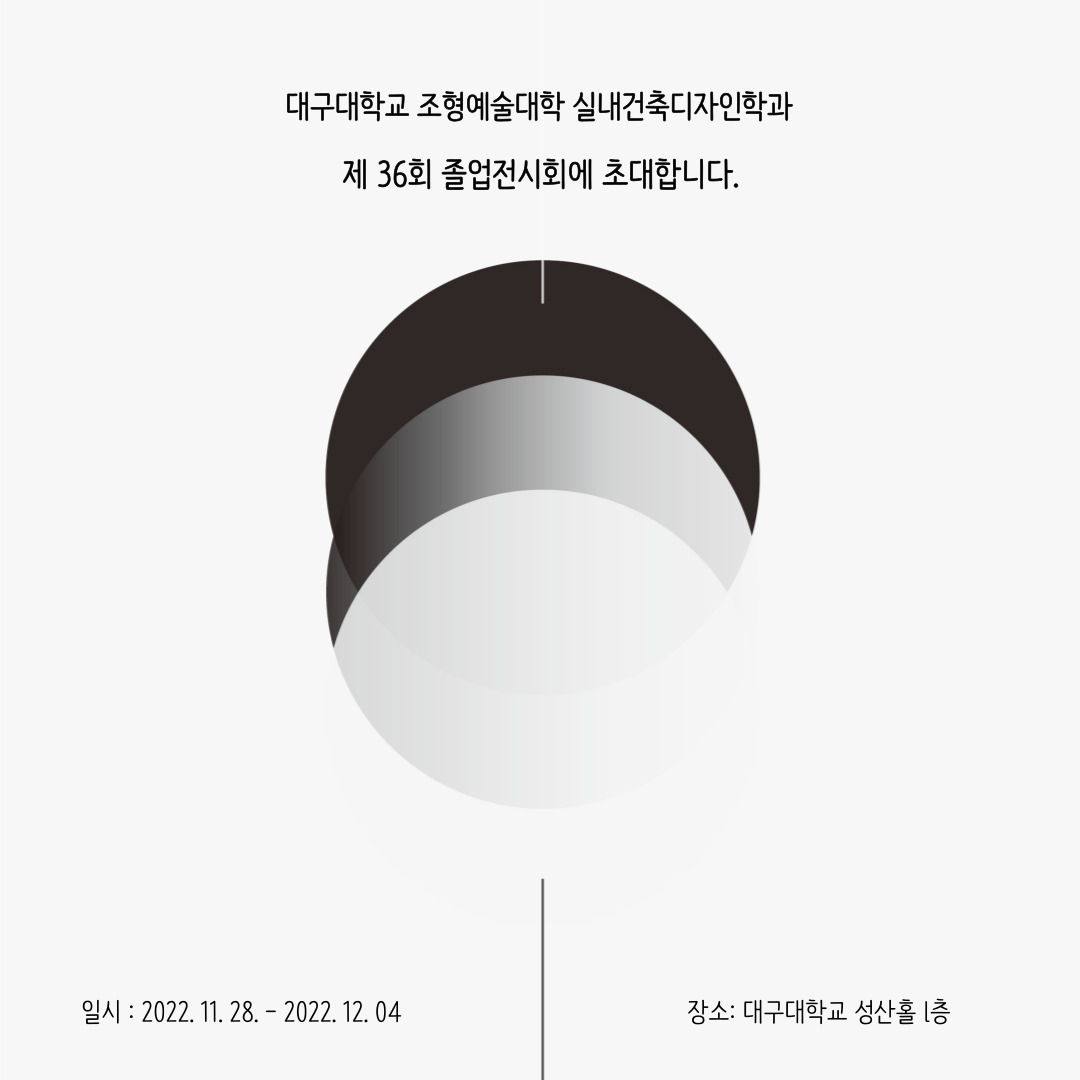 대구대학교 조형예술대학 실내건축디자인학과
제 36회 졸업전시회에 초대합니다.
일시 : 2022. 11. 28. - 2022. 12. 04
장소: 대구대학교 성산홀 1층